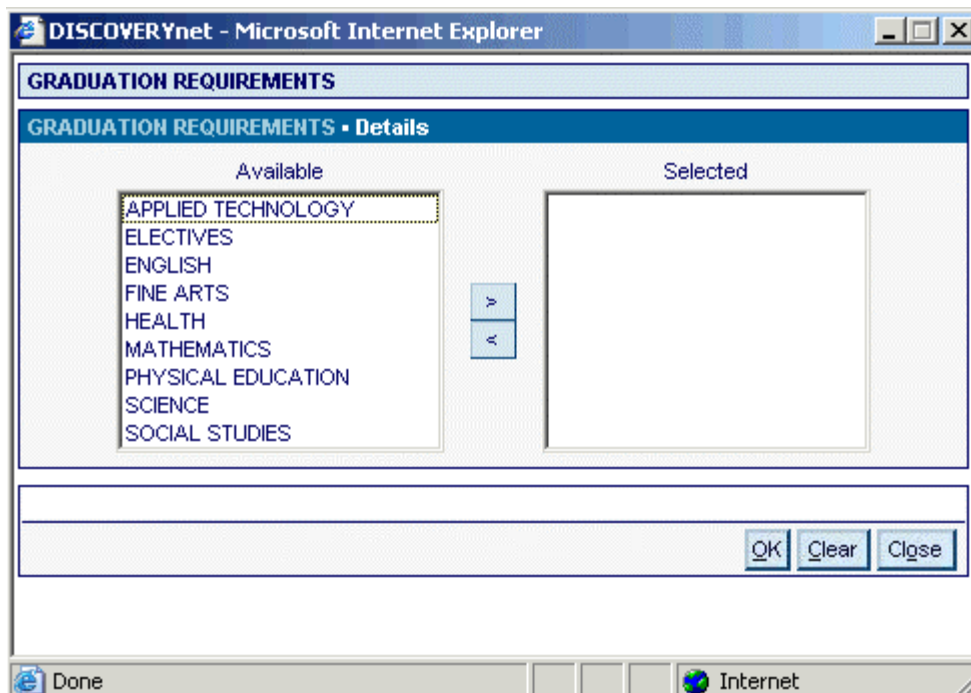 DISCOVERYnet - Microsoft Internet Explorer
GRADUATION REQUIREMENTS
GRADUATION REQUIREMENTS ▪ Details
Available
Selected
APPLIED TECHNOLOGY
ELECTIVES
ENGLISH
FINE ARTS
HEALTH
MATHEMATICS
PHYSICAL EDUCATION
SCIENCE
SOCIAL STUDIES
>
<
OK Clear Close
Done
Internet